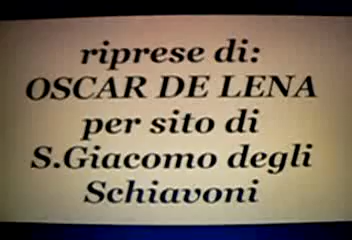 riprese di:
OSCAR DE LENA
per sito di
S.Giacomo degli
Schiavoni